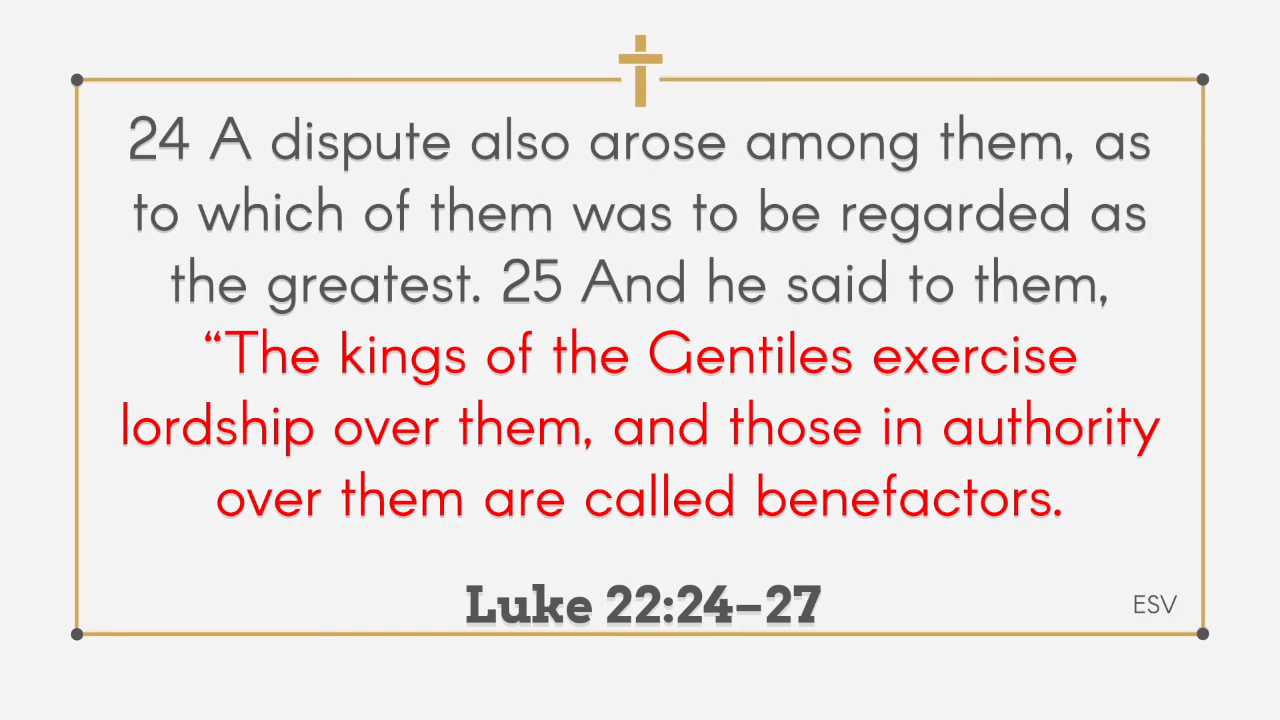 24 A dispute also arose among them, as
to which of them was to be regarded as
the greatest. 25 And he said to them,
“The kings of the Gentiles exercise
lordship over them, and those in authority
over them are called benefactors.
Luke 22:24–27
ESV